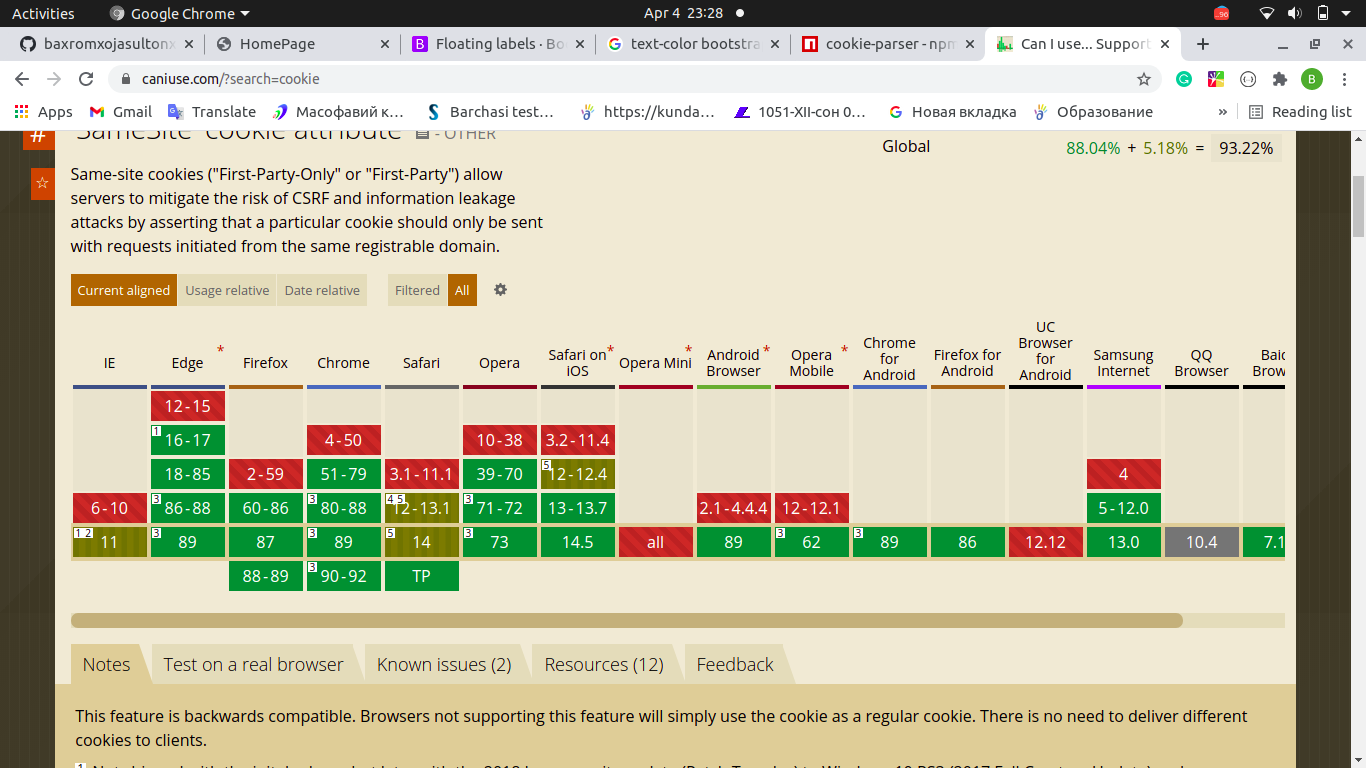 Activities
Google Chrome
Apr 4 23:28
baxromxojasultonx
HomePage
Floating labels · Bo
text-color bootstra
cookie-parser - npm
Can I use... Support
caniuse.com/?search=cookie
B
Apps
Gmail
Translate
Масофавий к...
Barchasi test...
https://kunda...
1051-XII-сон 0...
Новая вкладка
Образование
»
Reading list
#
'SameSite' cookie attribute - OTHER
Global 88.04% + 5.18% = 93.22%
Same-site cookies ("First-Party-Only" or "First-Party") allow
servers to mitigate the risk of CSRF and information leakage
attacks by asserting that a particular cookie should only be sent
with requests initiated from the same registrable domain.
Current aligned Usage relative Date relative Filtered All
IE
Edge *
Firefox
Chrome
Safari
Opera
Safari on iOS *
Opera Mini *
Android Browser *
Opera Mobile *
Chrome for Android
Firefox for Android
UC Browser for Android
Samsung Internet
QQ Browser
Baid
Brow
12-15
1 16-17 4-50 10-38 3.2-11.4
18-85 2-59 51-79 3.1-11.1 39-70 5 12-12.4 4
6-10 3 86-88 60-86 3 80-88 4 5 12-13.1 3 71-72 13-13.7 2.1-4.4.4 12-12.1 5-12.0
1 2 11 3 89 87 3 89 5 14 3 73 14.5 all 89 3 62 3 89 86 12.12 13.0 10.4 7.1
88-89 3 90-92 TP
Notes Test on a real browser Known issues (2) Resources (12) Feedback
This feature is backwards compatible. Browsers not supporting this feature will simply use the cookie as a regular cookie. There is no need to deliver different
cookies to clients.